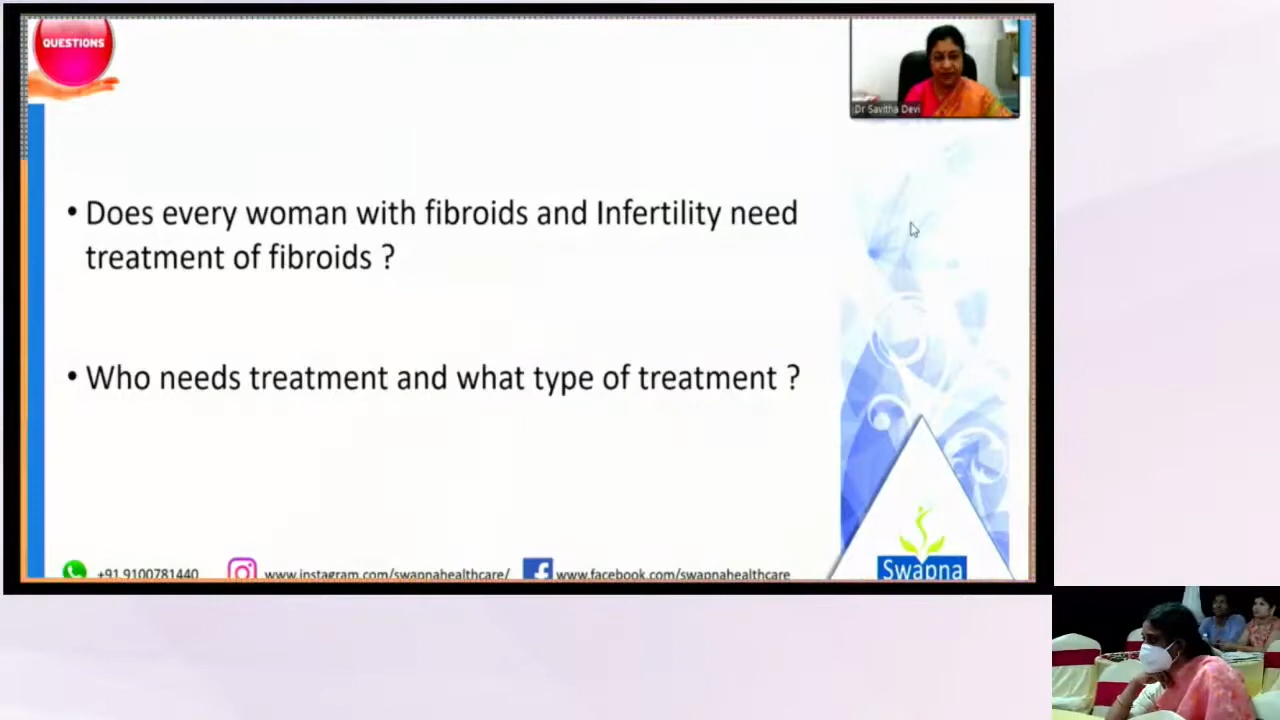 QUESTIONS
Dr Savitha Devi
• Does every woman with fibroids and Infertility need
treatment of fibroids ?
• Who needs treatment and what type of treatment ?
+91 9100781440 www.instagram.com/swapnahealthcare/ www.facebook.com/swapnahealthcare
Swapna